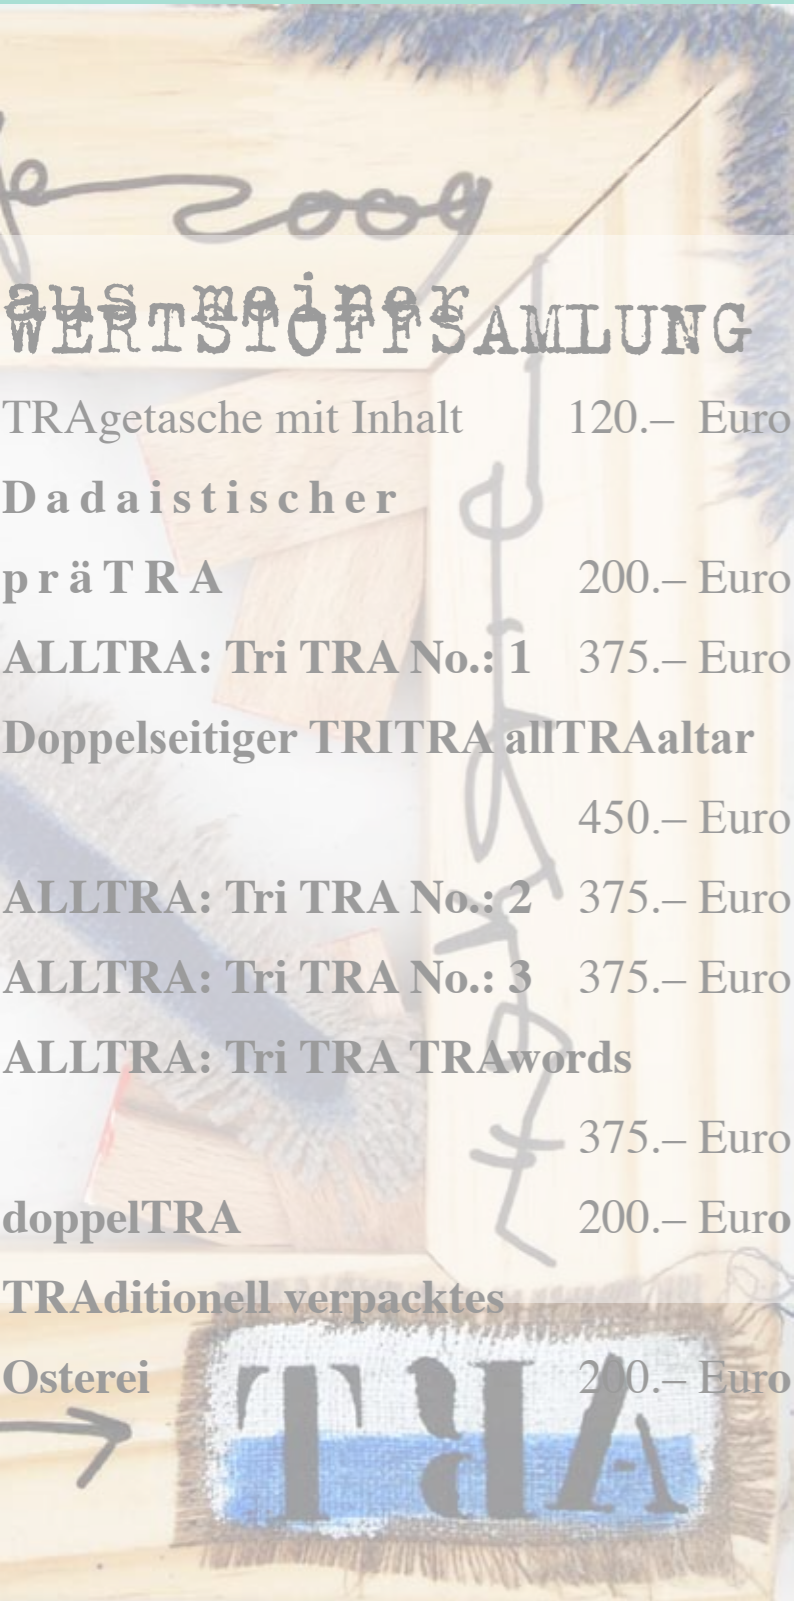 2009
aus meiner
WERTSTOFFSAMLUNG
TRAgetasche mit Inhalt 120.– Euro
Dadaistischer
präTRA 200.– Euro
ALLTRA: Tri TRA No.: 1 375.– Euro
Doppelseitiger TRITRA allTRAaltar
450.– Euro
ALLTRA: Tri TRA No.: 2 375.– Euro
ALLTRA: Tri TRA No.: 3 375.– Euro
ALLTRA: Tri TRA TRAwords
375.– Euro
doppelTRA 200.– Euro
TRAditionell verpacktes
Osterei 200.– Euro
TRA